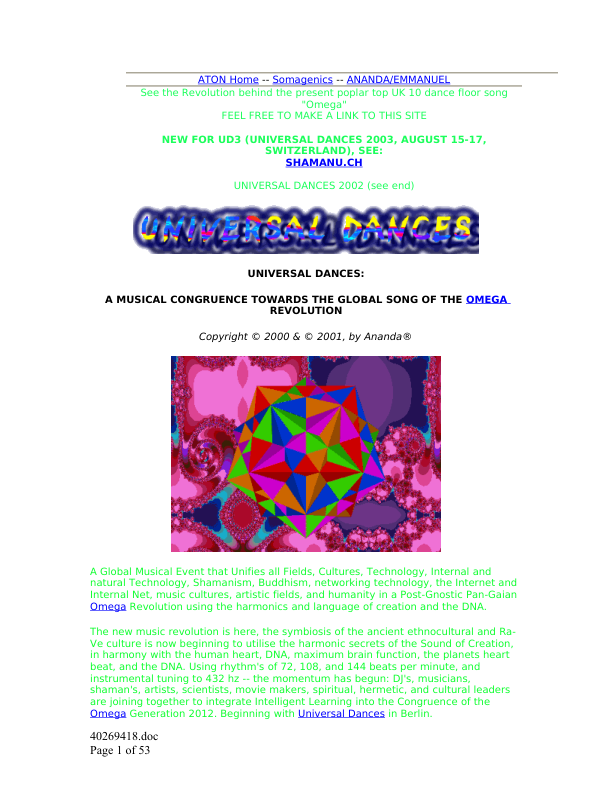 ATON Home -- Somagenics -- ANANDA/EMMANUEL
See the Revolution behind the present poplar top UK 10 dance floor song
"Omega"
FEEL FREE TO MAKE A LINK TO THIS SITE
NEW FOR UD3 (UNIVERSAL DANCES 2003, AUGUST 15-17,
SWITZERLAND), SEE:
SHAMANU.CH
UNIVERSAL DANCES 2002 (see end)
UNIVERSAL DANCES
UNIVERSAL DANCES:
A MUSICAL CONGRUENCE TOWARDS THE GLOBAL SONG OF THE OMEGA
REVOLUTION
Copyright © 2000 & © 2001, by Ananda®
A Global Musical Event that Unifies all Fields, Cultures, Technology, Internal and
natural Technology, Shamanism, Buddhism, networking technology, the Internet and
Internal Net, music cultures, artistic fields, and humanity in a Post-Gnostic Pan-Gaian
Omega Revolution using the harmonics and language of creation and the DNA.
The new music revolution is here, the symbiosis of the ancient ethnocultural and Ra-
Ve culture is now beginning to utilise the harmonic secrets of the Sound of Creation,
in harmony with the human heart, DNA, maximum brain function, the planets heart
beat, and the DNA. Using rhythm's of 72, 108, and 144 beats per minute, and
instrumental tuning to 432 hz -- the momentum has begun: DJ's, musicians,
shaman's, artists, scientists, movie makers, spiritual, hermetic, and cultural leaders
are joining together to integrate Intelligent Learning into the Congruence of the
Omega Generation 2012. Beginning with Universal Dances in Berlin.
40269418.doc
Page 1 of 53